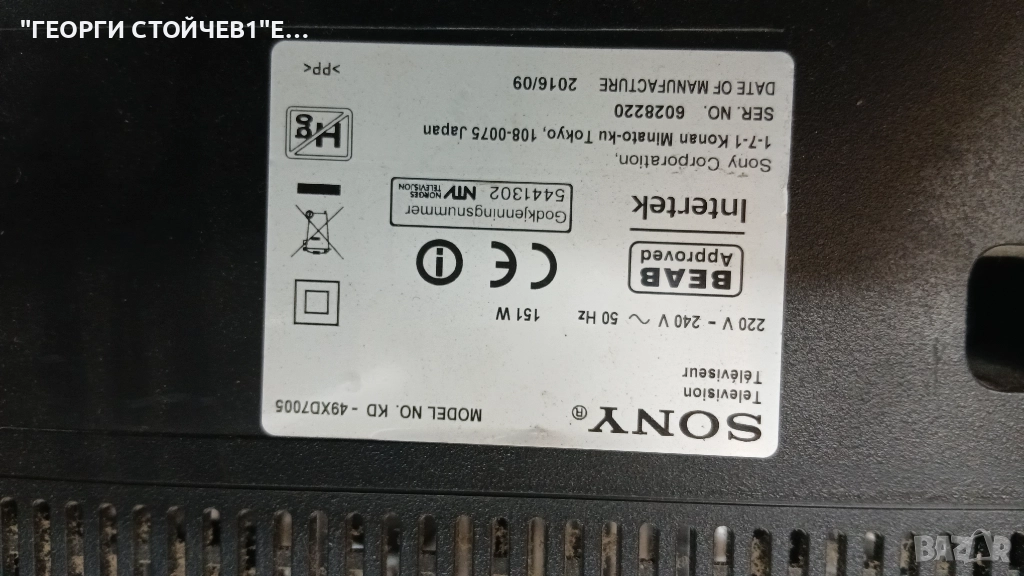 "ГЕОРГИ СТОЙЧЕВ1"Е...
SONY®
MODEL NO. KD - 49XD7005
Television
Téléviseur
220 V - 240 V ~ 50 Hz 151 W
BEAB
Approved
CE
Intertek
Godkjenningsnummer
5441302 NTV NORGES TELEVISJON
Sony Corporation,
1-7-1 Konan Minato-ku Tokyo, 108-0075 Japan
SER. NO. 6028220
DATE OF MANUFACTURE 2016/09
Hg
>PP<
BAZAR